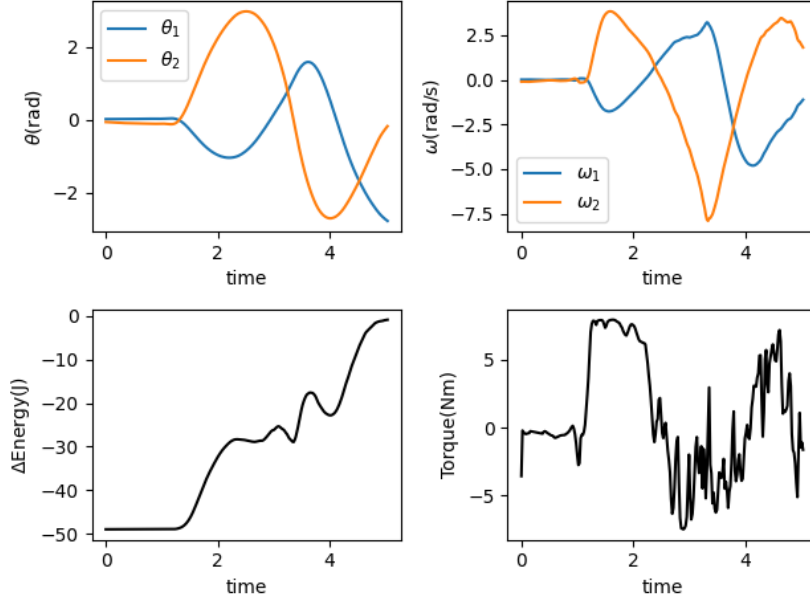 θ(rad)
2
0
−2
θ₁
θ₂
0
2
4
time
ω(rad/s)
2.5
0.0
−2.5
−5.0
−7.5
ω₁
ω₂
0
2
4
time
ΔEnergy(J)
0
−10
−20
−30
−40
−50
0
2
4
time
Torque(Nm)
5
0
−5
0
2
4
time